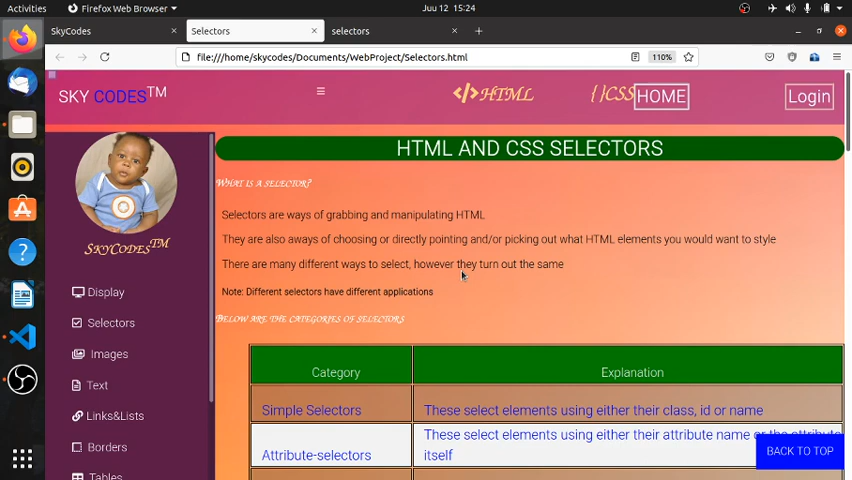 Activities
Firefox Web Browser
Juu 12 15:24
SkyCodes
Selectors
selectors
file:///home/skycodes/Documents/WebProject/Selectors.html
110%
SKY CODES™
</>HTML
{}CSS
HOME
Login
HTML AND CSS SELECTORS
WHAT IS A SELECTOR?
Selectors are ways of grabbing and manipulating HTML
They are also aways of choosing or directly pointing and/or picking out what HTML elements you would want to style
There are many different ways to select, however they turn out the same
Note: Different selectors have different applications
BELOW ARE THE CATEGORIES OF SELECTORS
SKYCODES™
Display
Selectors
Images
Text
Links&Lists
Borders
Tables
Category
Explanation
Simple Selectors
These select elements using either their class, id or name
Attribute-selectors
These select elements using either their attribute name or the attribute
itself
BACK TO TOP